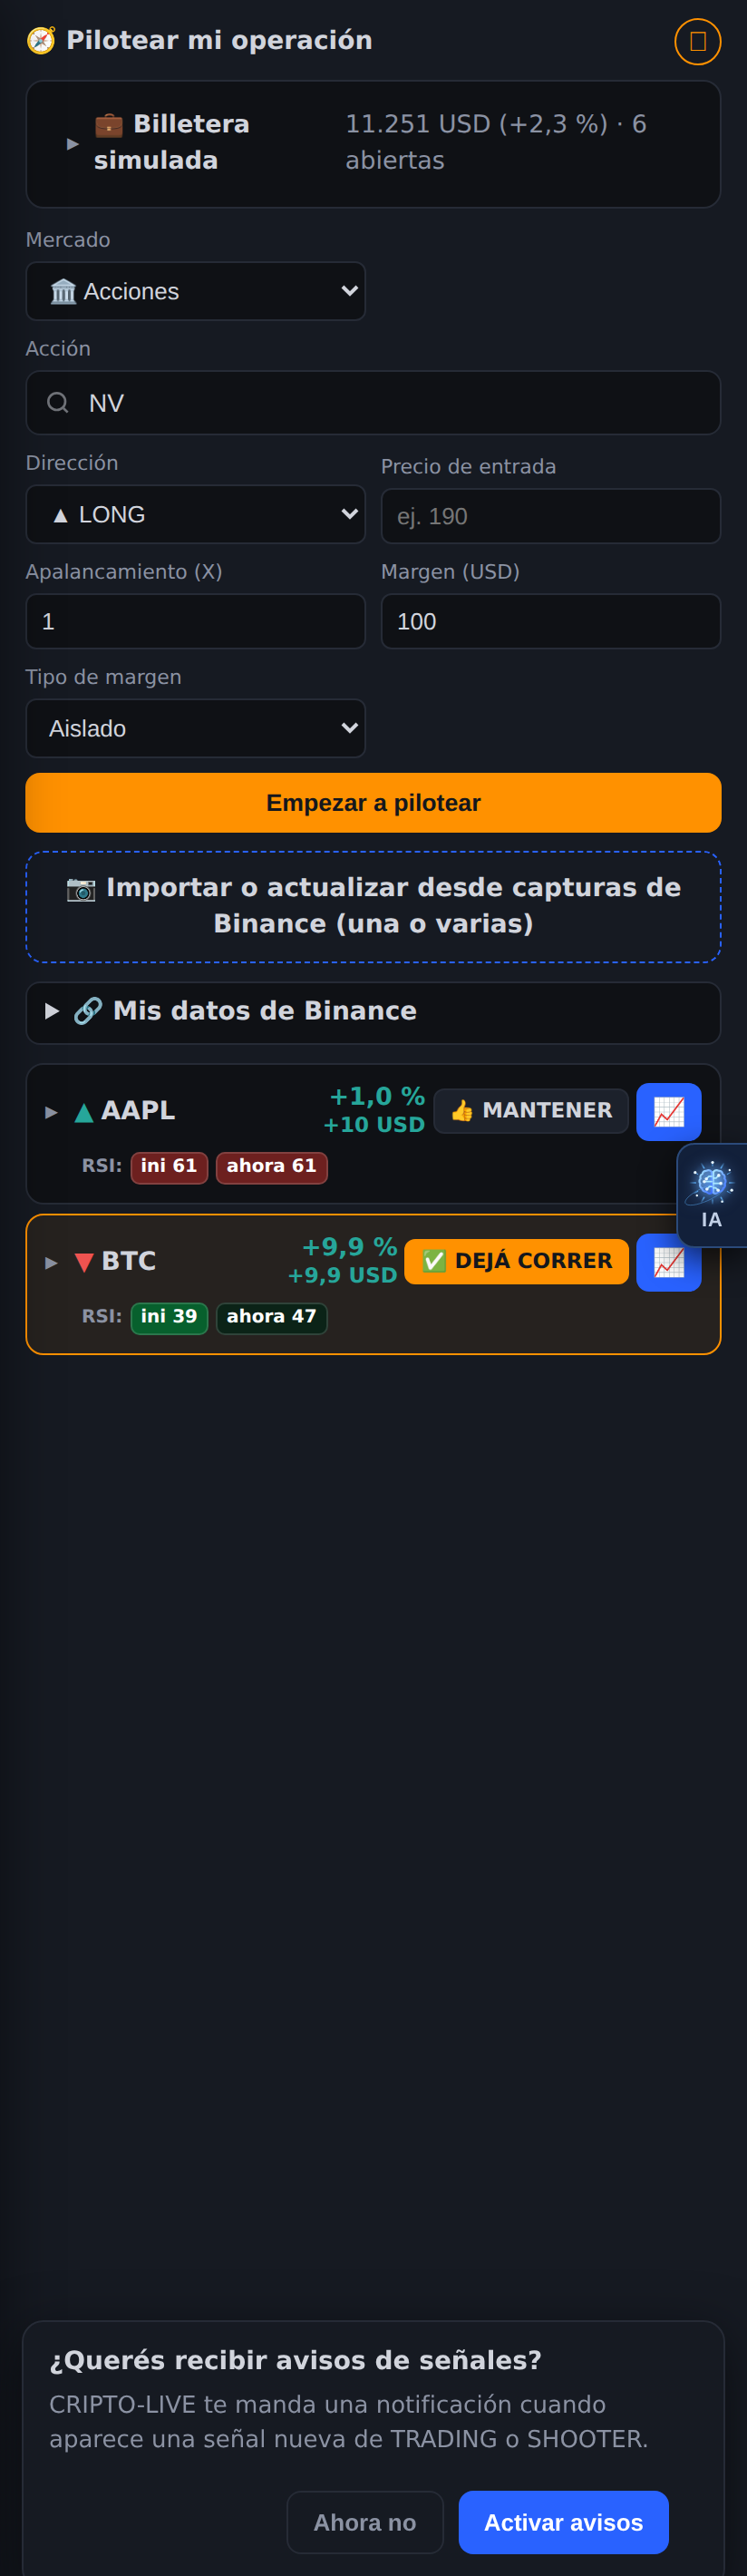 Pilotear mi operación
Billetera simulada
11.251 USD (+2,3 %) · 6 abiertas
Mercado
Acciones
Acción
NV
Dirección
Precio de entrada
▲ LONG
ej. 190
Apalancamiento (X)
Margen (USD)
1
100
Tipo de margen
Aislado
Empezar a pilotear
Importar o actualizar desde capturas de
Binance (una o varias)
Mis datos de Binance
▲ AAPL
+1,0 %
+10 USD
MANTENER
RSI: ini 61 ahora 61
IA
▼ BTC
+9,9 %
+9,9 USD
DEJÁ CORRER
RSI: ini 39 ahora 47
¿Querés recibir avisos de señales?
CRIPTO-LIVE te manda una notificación cuando
aparece una señal nueva de TRADING o SHOOTER.
Ahora no
Activar avisos